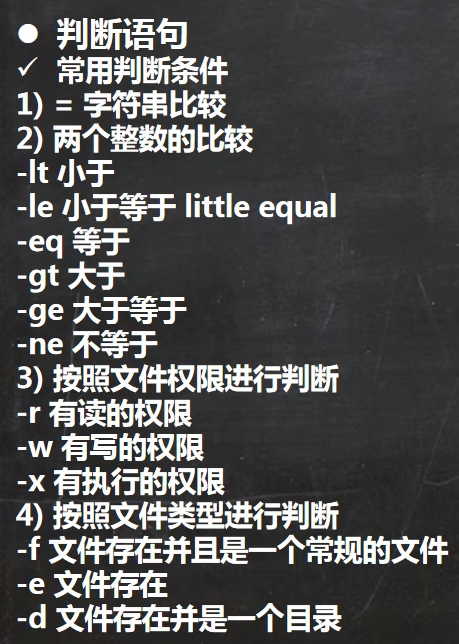 ● 判断语句
✓ 常用判断条件
1) = 字符串比较
2) 两个整数的比较
-lt 小于
-le 小于等于 little equal
-eq 等于
-gt 大于
-ge 大于等于
-ne 不等于
3) 按照文件权限进行判断
-r 有读的权限
-w 有写的权限
-x 有执行的权限
4) 按照文件类型进行判断
-f 文件存在并且是一个常规的文件
-e 文件存在
-d 文件存在并是一个目录